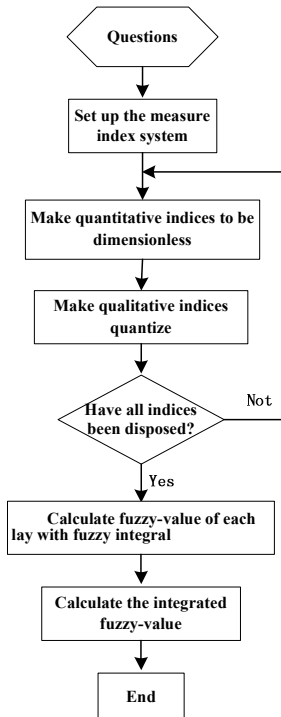 Questions
Set up the measure
index system
Make quantitative indices to be
dimensionless
Make qualitative indices
quantize
Have all indices
been disposed?
Not
Yes
Calculate fuzzy-value of each
lay with fuzzy integral
Calculate the integrated
fuzzy-value
End